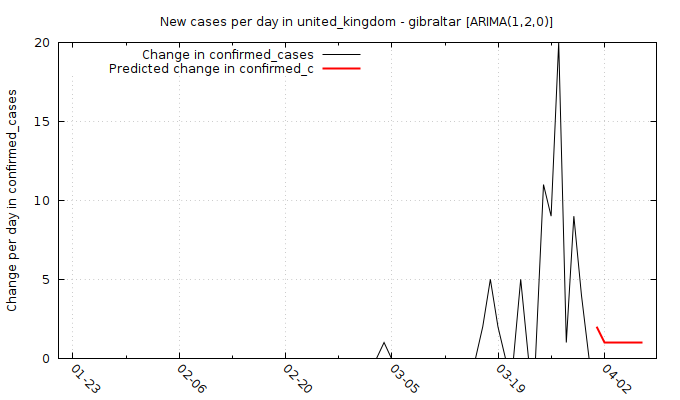 New cases per day in united_kingdom - gibraltar [ARIMA(1,2,0)]
Change in confirmed_cases
Predicted change in confirmed_c
Change per day in confirmed_cases
20
15
10
5
0
01-23
02-06
02-20
03-05
03-19
04-02